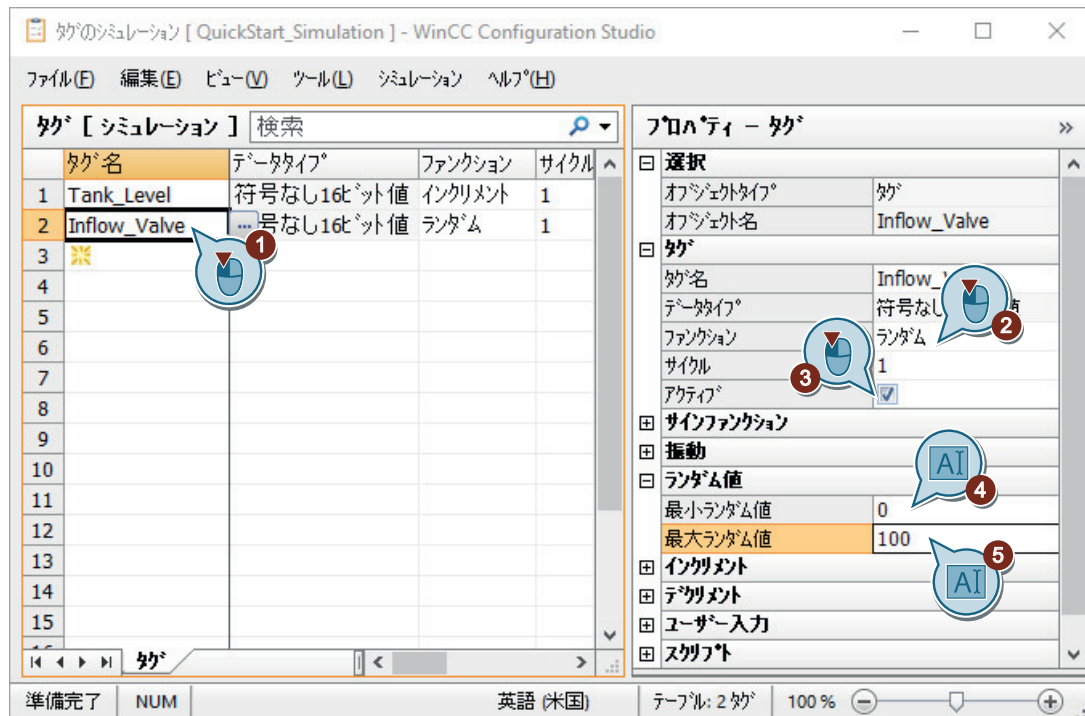 タグのシミュレーション [ QuickStart_Simulation ] - WinCC Configuration Studio
ファイル(F) 編集(E) ビュー(V) ツール(L) シミュレーション ヘルプ(H)
タグ [ シミュレーション ] 検索
タグ名 データタイプ ファンクション サイクル
1 Tank_Level 符号なし16ビット値 インクリメント 1
2 Inflow_Valve ... 号なし16ビット値 ランダム 1
1
3
4
5
6
7
8
9
10
11
12
13
14
15
タグ
プロパティ - タグ »
選択
オブジェクトタイプ タグ
オブジェクト名 Inflow_Valve
タグ
タグ名 Inflow_
データタイプ 符号なし
2
ファンクション ランダム
サイクル 1
3
アクティブ
サインファンクション
振動
ランダム値
AI
4
最小ランダム値 0
最大ランダム値 100
5
AI
インクリメント
デクリメント
ユーザー入力
スクリプト
準備完了 NUM 英語 (米国) テーブル: 2 タグ 100 %